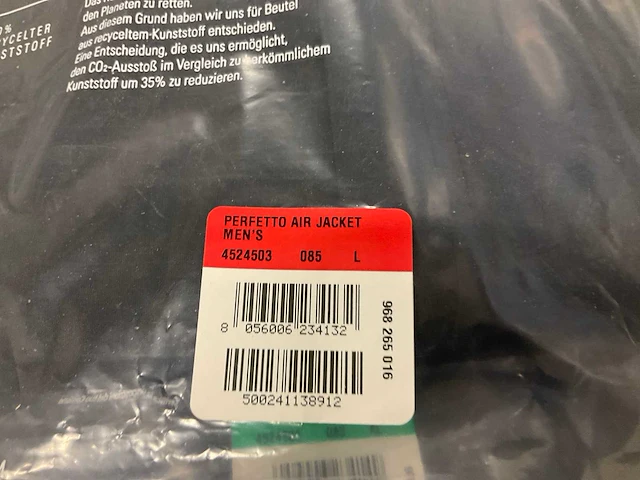 den Planeten zu retten.
Aus diesem Grund haben wir uns für Beutel
aus recyceltem-Kunststoff entschieden.
Eine Entscheidung, die es uns ermöglicht,
den CO₂-Ausstoß im Vergleich zu herkömmlichem
Kunststoff um 35% zu reduzieren.
PERFETTO AIR JACKET
MEN'S
4524503 085 L
8 056006 234132
968 265 016
500241138912